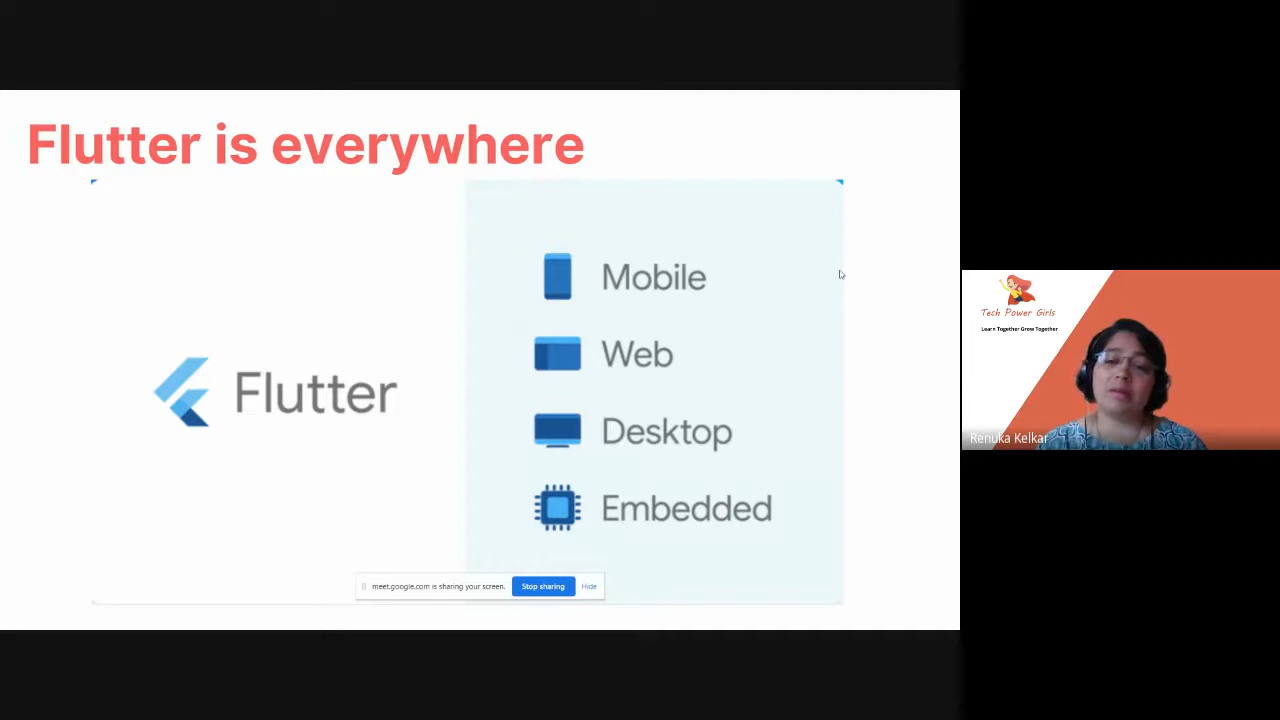 Flutter is everywhere
Flutter
Mobile
Web
Desktop
Embedded
meet.google.com is sharing your screen. Stop sharing Hide
Tech Power Girls
Learn Together Grow Together
Renuka Kelkar